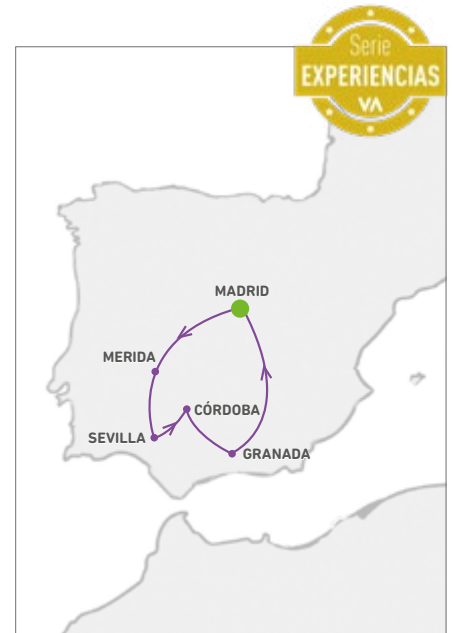 Serie
EXPERIENCIAS
VA
MADRID
MERIDA
CÓRDOBA
SEVILLA
GRANADA